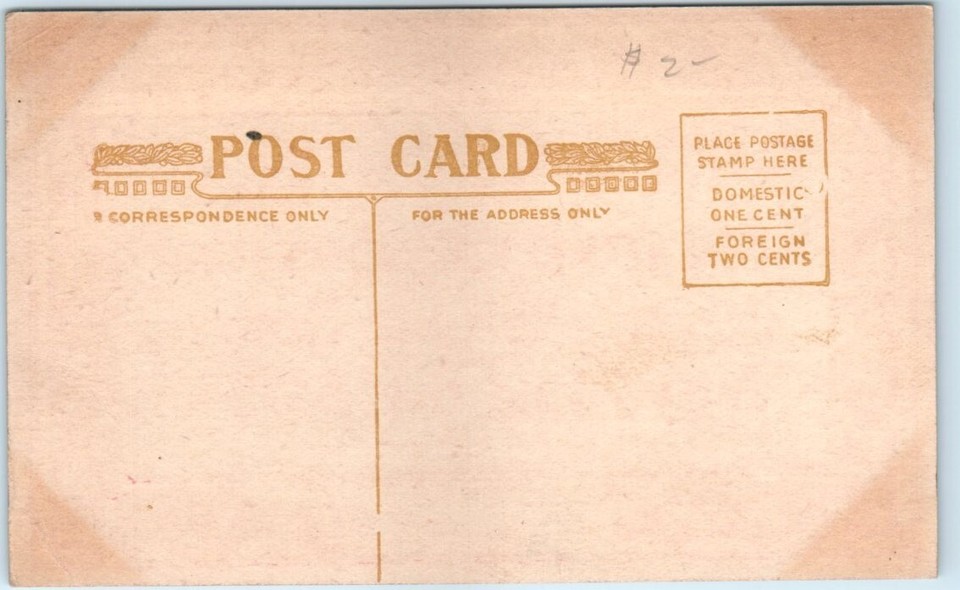 $ 2-
POST CARD
CORRESPONDENCE ONLY
FOR THE ADDRESS ONLY
PLACE POSTAGE
STAMP HERE
DOMESTIC
ONE CENT
FOREIGN
TWO CENTS